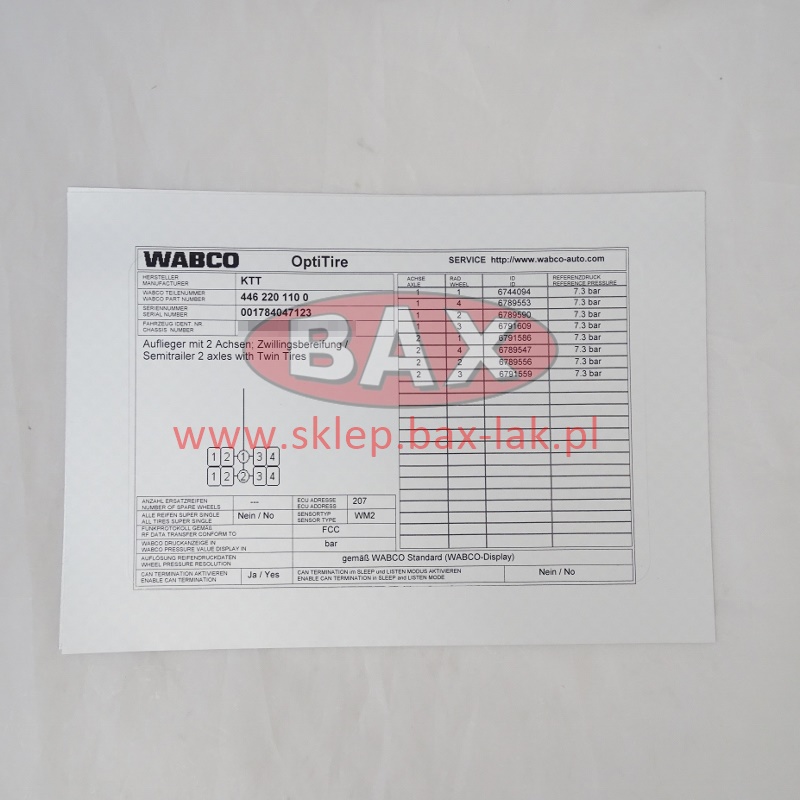 WABCO OptiTire SERVICE http://www.wabco-auto.com
HERSTELLER
MANUFACTURER
KTT
WABCO TEILENUMMER
WABCO PART NUMBER
446 220 110 0
SERIENNUMMER
SERIAL NUMBER
001784047123
FAHRZEUG IDENT. NR.
CHASSIS NUMBER
Auflieger mit 2 Achsen; Zwillingsbereifung /
Semitrailer 2 axles with Twin Tires
1 2 1 3 4
1 2 2 3 4
ACHSE RAD ID REFERENZDRUCK
AXLE WHEEL ID REFERENCE PRESSURE
1 1 6744094 7.3 bar
1 4 6789553 7.3 bar
1 2 6789590 7.3 bar
1 3 6791609 7.3 bar
2 1 6791586 7.3 bar
2 4 6789547 7.3 bar
2 2 6789556 7.3 bar
2 3 6791559 7.3 bar
BAX
www.sklep.bax-lak.pl
ANZAHL ERSATZREIFEN
NUMBER OF SPARE WHEELS
---
ECU ADRESSE
ECU ADDRESS
207
ALLE REIFEN SUPER SINGLE
ALL TIRES SUPER SINGLE
Nein / No
SENSORTYP
SENSOR TYPE
WM2
FUNKPROTOKOLL GEMÄß
RF DATA TRANSFER CONFORM TO
FCC
WABCO DRUCKANZEIGE IN
WABCO PRESSURE VALUE DISPLAY IN
bar
AUFLÖSUNG REIFENDRUCKDATEN
WHEEL PRESSURE RESOLUTION
gemäß WABCO Standard (WABCO-Display)
CAN TERMINATION AKTIVIEREN
ENABLE CAN TERMINATION
Ja / Yes
CAN TERMINATION im SLEEP und LISTEN MODUS AKTIVIEREN
ENABLE CAN TERMINATION in SLEEP and LISTEN MODE
Nein / No